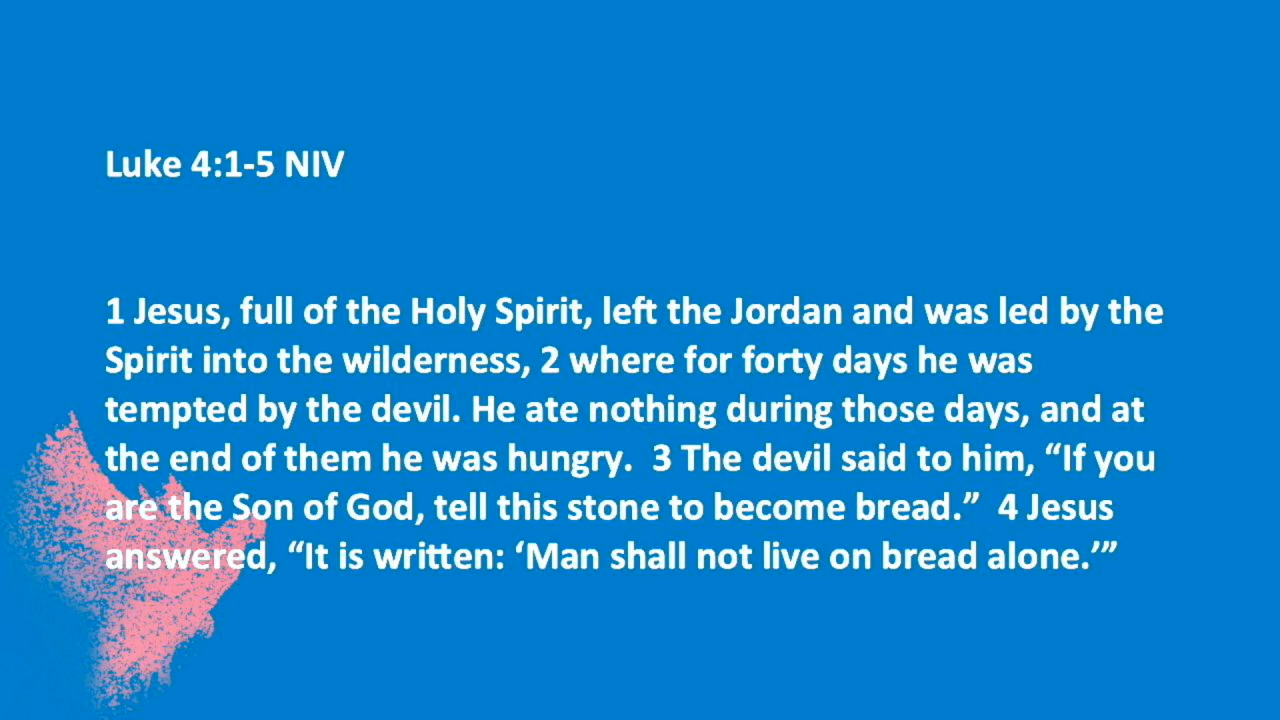 Luke 4:1-5 NIV
1 Jesus, full of the Holy Spirit, left the Jordan and was led by the
Spirit into the wilderness, 2 where for forty days he was
tempted by the devil. He ate nothing during those days, and at
the end of them he was hungry.  3 The devil said to him, “If you
are the Son of God, tell this stone to become bread.”  4 Jesus
answered, “It is written: ‘Man shall not live on bread alone.’”